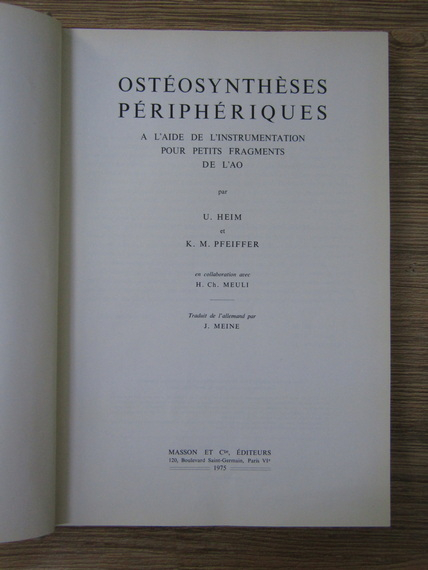 OSTÉOSYNTHÈSES
PÉRIPHÉRIQUES
A L'AIDE DE L'INSTRUMENTATION
POUR PETITS FRAGMENTS
DE L'AO
par
U. HEIM
et
K. M. PFEIFFER
en collaboration avec
H. Ch. MEULI
Traduit de l'allemand par
J. MEINE
MASSON ET Cie, ÉDITEURS
120, Boulevard Saint-Germain, Paris VIe
1975